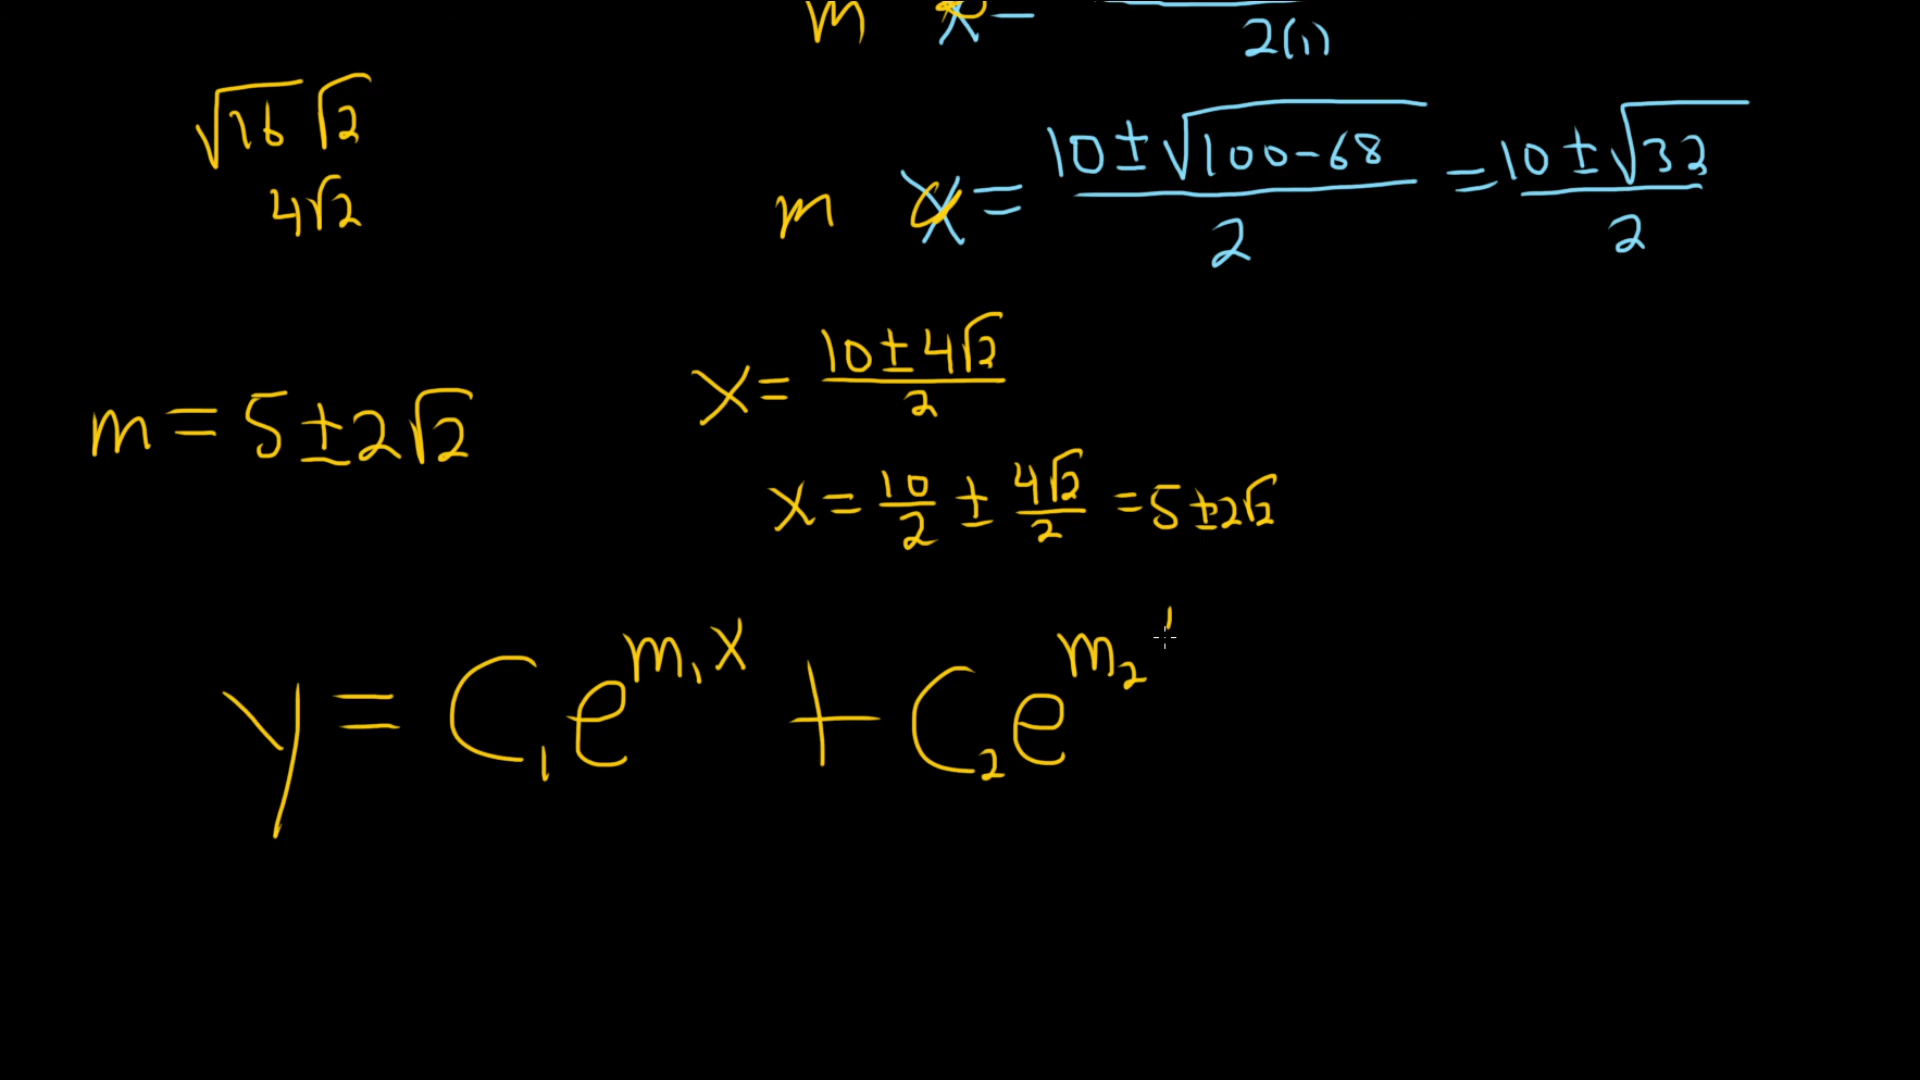 m x=
2(1)
√16 √2
4√2
m x= (10±√(100-68))/2 = (10±√32)/2
x= (10±4√2)/2
m=5±2√2
x= 10/2 ± 4√2/2 =5±2√2
y= C₁e^(m₁x) + C₂e^(m₂